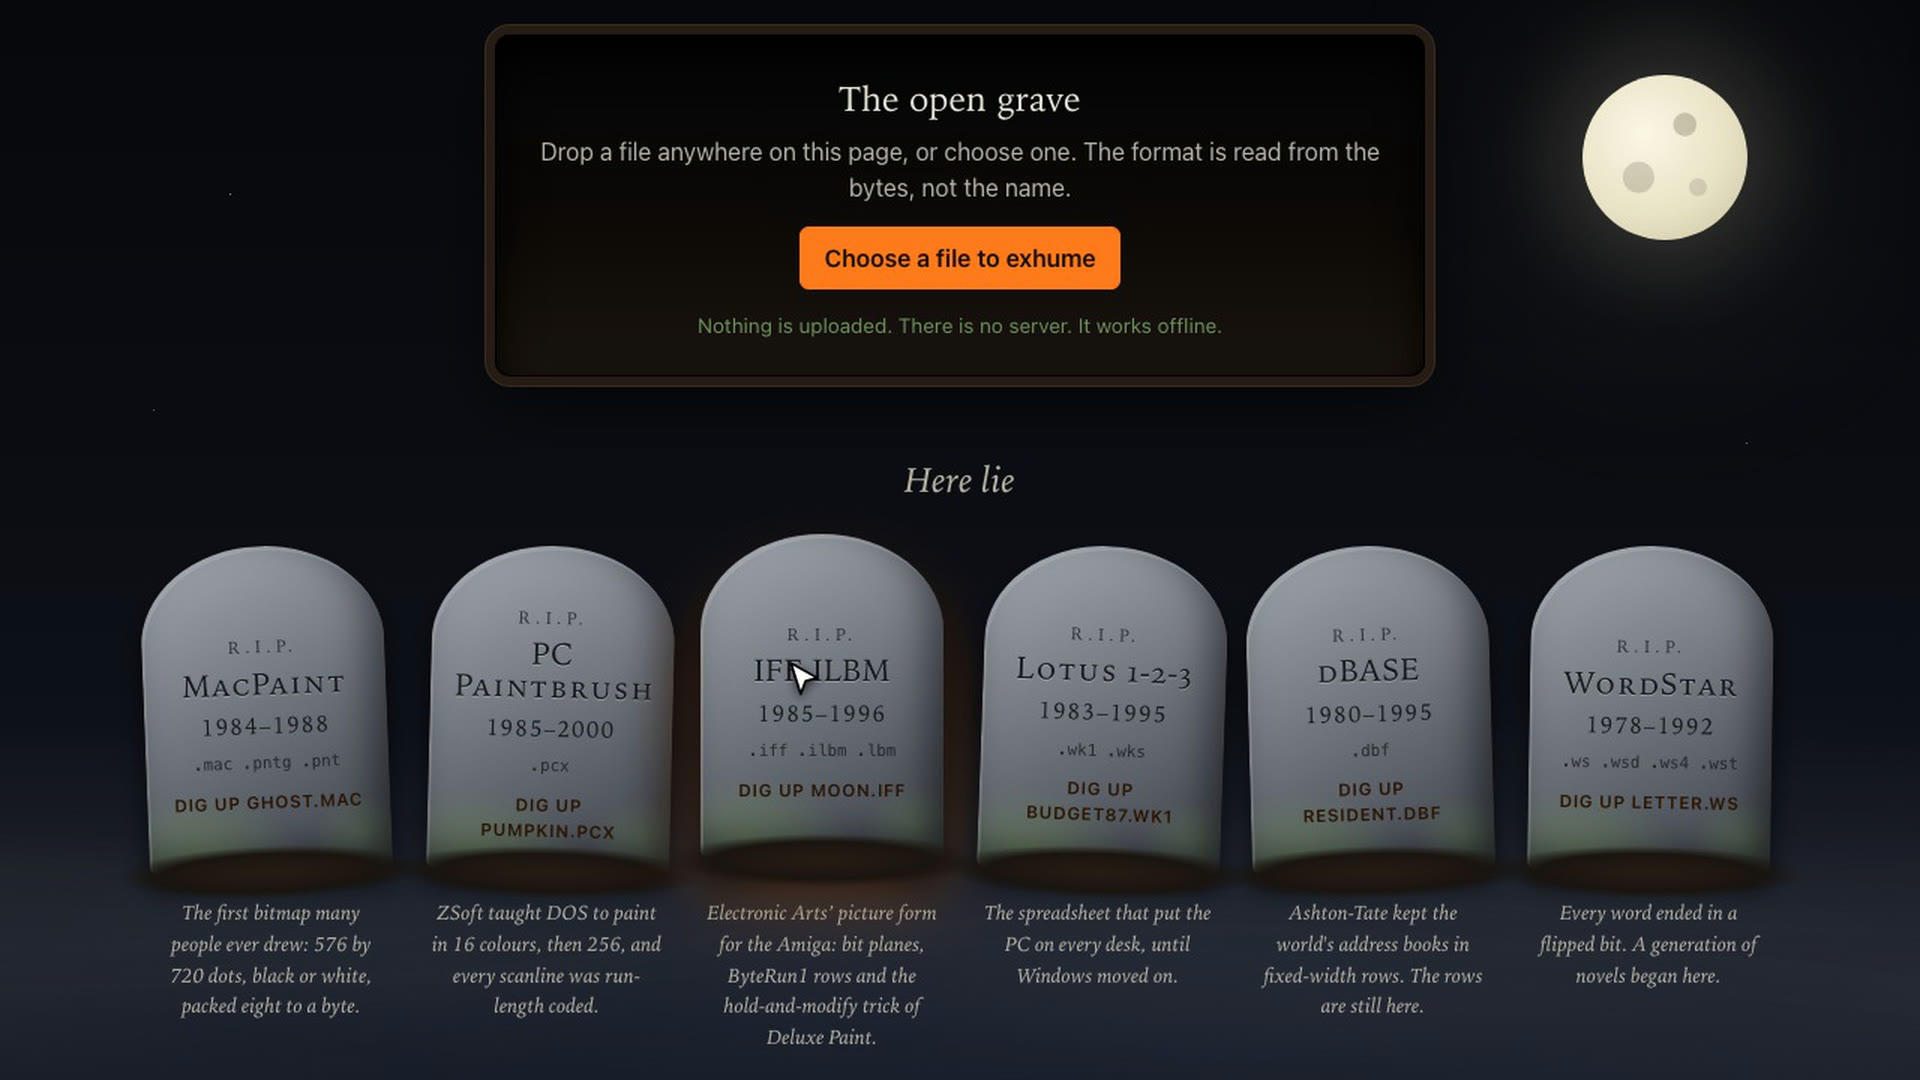 The open grave
Drop a file anywhere on this page, or choose one. The format is read from the
bytes, not the name.
Choose a file to exhume
Nothing is uploaded. There is no server. It works offline.
Here lie
R.I.P.
MacPaint
1984–1988
.mac .pntg .pnt
DIG UP GHOST.MAC
The first bitmap many
people ever drew: 576 by
720 dots, black or white,
packed eight to a byte.
R.I.P.
PC
Paintbrush
1985–2000
.pcx
DIG UP
PUMPKIN.PCX
ZSoft taught DOS to paint
in 16 colours, then 256, and
every scanline was run-
length coded.
R.I.P.
IFF ILBM
1985–1996
.iff .ilbm .lbm
DIG UP MOON.IFF
Electronic Arts’ picture form
for the Amiga: bit planes,
ByteRun1 rows and the
hold-and-modify trick of
Deluxe Paint.
R.I.P.
Lotus 1-2-3
1983–1995
.wk1 .wks
DIG UP
BUDGET87.WK1
The spreadsheet that put the
PC on every desk, until
Windows moved on.
R.I.P.
dBASE
1980–1995
.dbf
DIG UP
RESIDENT.DBF
Ashton-Tate kept the
world's address books in
fixed-width rows. The rows
are still here.
R.I.P.
WordStar
1978–1992
.ws .wsd .ws4 .wst
DIG UP LETTER.WS
Every word ended in a
flipped bit. A generation of
novels began here.